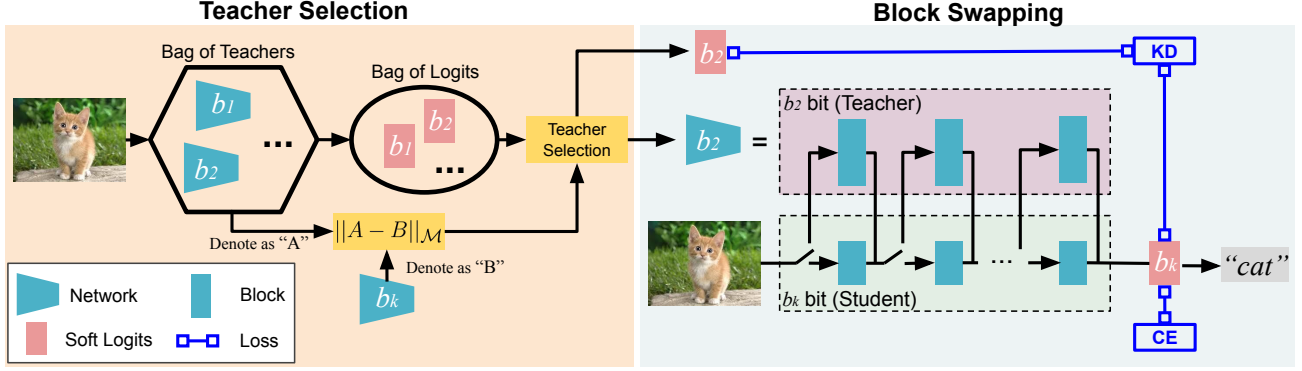 Teacher Selection
Bag of Teachers
b1
b2
...
Bag of Logits
b1
b2
...
Teacher
Selection
Denote as “A”
||A − B||ℳ
Denote as “B”
bk
Network
Block
Soft Logits
Loss
Block Swapping
b2
KD
b2 bit (Teacher)
b2
=
...
bk bit (Student)
bk
“cat”
CE